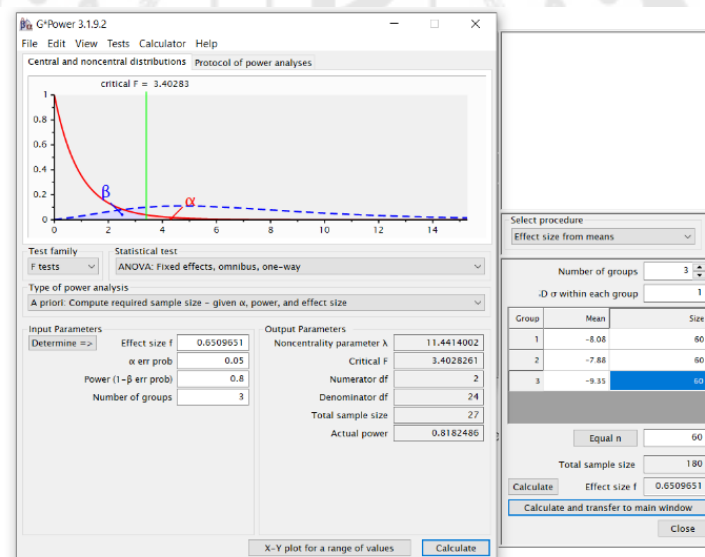 G*Power 3.1.9.2
File Edit View Tests Calculator Help
Central and noncentral distributions Protocol of power analyses
critical F = 3.40283
1
0.8
0.6
0.4
0.2
0
β
α
0 2 4 6 8 10 12 14
Test family Statistical test
F tests ANOVA: Fixed effects, omnibus, one-way
Type of power analysis
A priori: Compute required sample size – given α, power, and effect size
Input Parameters
Determine => Effect size f 0.6509651
α err prob 0.05
Power (1-β err prob) 0.8
Number of groups 3
Output Parameters
Noncentrality parameter λ 11.4414002
Critical F 3.4028261
Numerator df 2
Denominator df 24
Total sample size 27
Actual power 0.8182486
X-Y plot for a range of values Calculate
Select procedure
Effect size from means
Number of groups 3
D σ within each group 1
Group Mean Size
1 -8.08 60
2 -7.88 60
3 -9.35 60
Equal n 60
Total sample size 180
Calculate Effect size f 0.6509651
Calculate and transfer to main window
Close